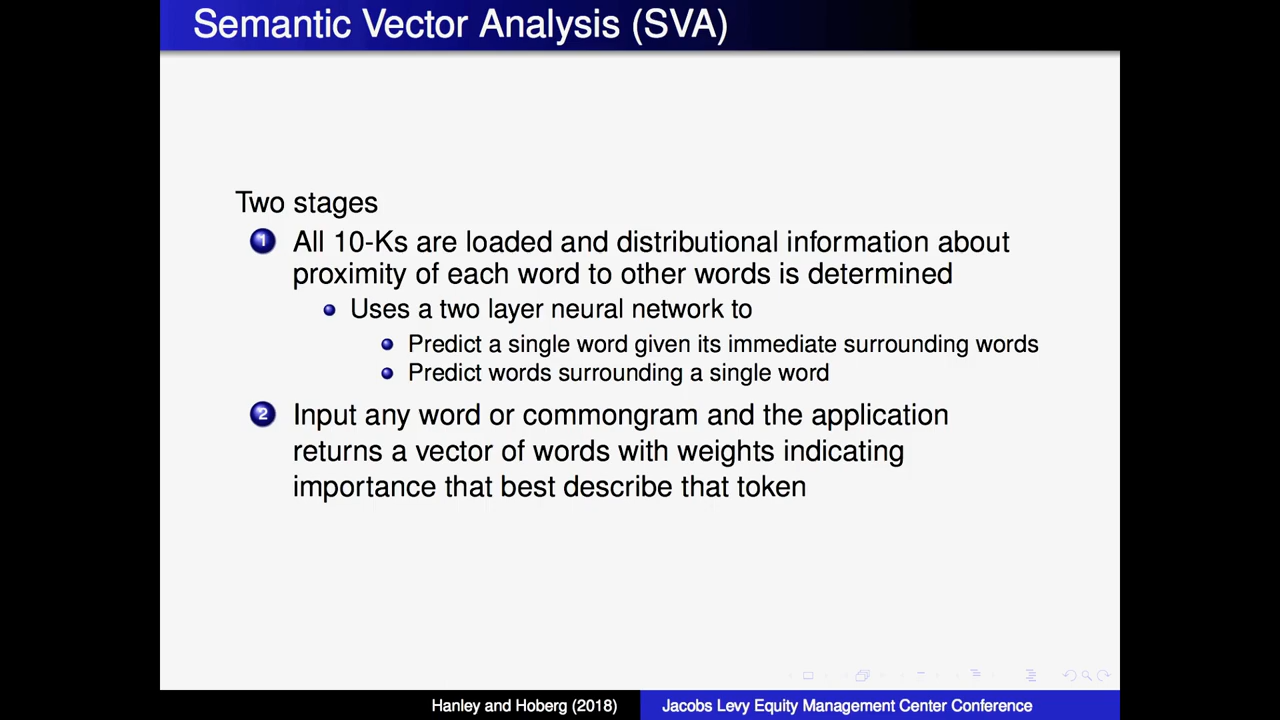 Semantic Vector Analysis (SVA)
Two stages
1 All 10-Ks are loaded and distributional information about
proximity of each word to other words is determined
Uses a two layer neural network to
Predict a single word given its immediate surrounding words
Predict words surrounding a single word
2 Input any word or commongram and the application
returns a vector of words with weights indicating
importance that best describe that token
Hanley and Hoberg (2018)
Jacobs Levy Equity Management Center Conference